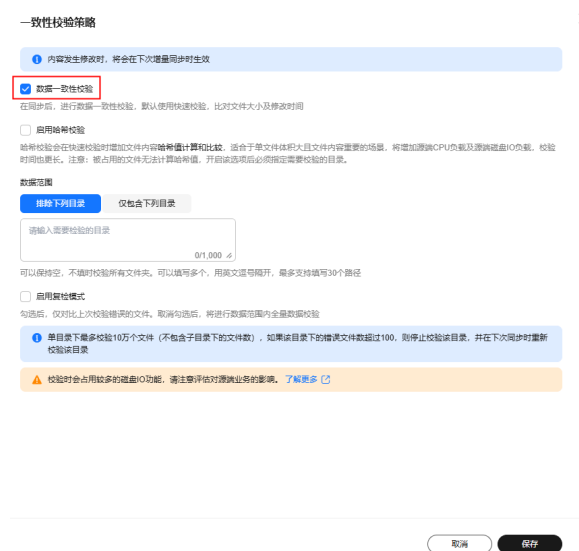 一致性校验策略
内容发生修改时，将会在下次增量同步时生效
数据一致性校验
在同步后，进行数据一致性校验，默认使用快速校验，比对文件大小及修改时间
启用哈希校验
哈希校验会在快速校验时增加文件内容哈希值计算和比较，适合于单文件体积大且文件内容重要的场景，将增加源端CPU负载及源端磁盘IO负载，校验
时间也更长。注意：被占用的文件无法计算哈希值，开启该选项后必须指定需要校验的目录。
数据范围
排除下列目录 仅包含下列目录
请输入需要检验的目录
0/1,000
可以保持空，不填时校验所有文件夹。可以填写多个，用英文逗号隔开，最多支持填写30个路径
启用复检模式
勾选后，仅对比上次校验错误的文件。取消勾选后，将进行数据范围内全量数据校验
单目录下最多校验10万个文件（不包含子目录下的文件数），如果该目录下的错误文件数超过100，则停止校验该目录，并在下次同步时重新
校验该目录
校验时会占用较多的磁盘IO功能，请注意评估对源端业务的影响。 了解更多
取消 保存